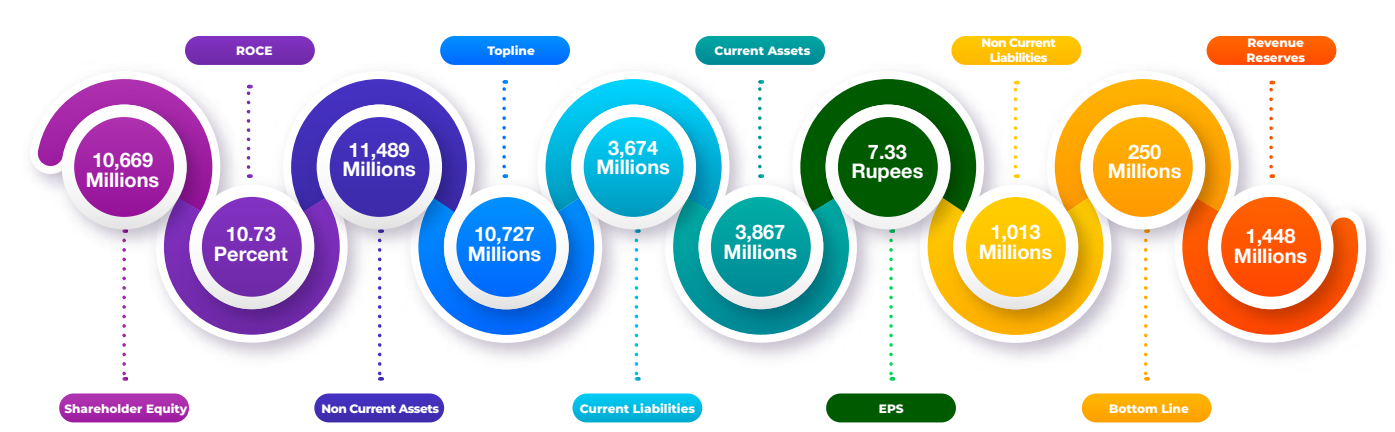 ROCE
Topline
Current Assets
Non Current
Liabilities
Revenue
Reserves
10,669
Millions
10.73
Percent
11,489
Millions
10,727
Millions
3,674
Millions
3,867
Millions
7.33
Rupees
1,013
Millions
250
Millions
1,448
Millions
Shareholder Equity
Non Current Assets
Current Liabilities
EPS
Bottom Line